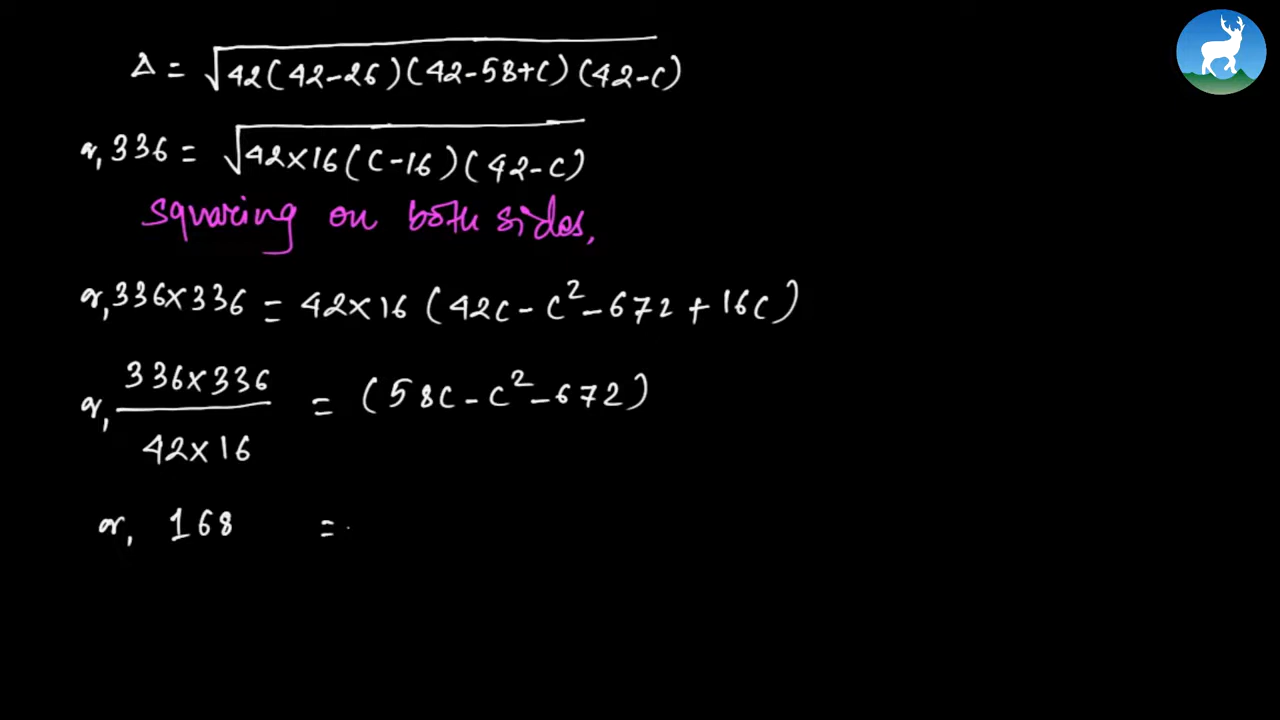 Δ = √42(42-26)(42-58+c)(42-c)
or, 336 = √42×16(c-16)(42-c)
squaring on both sides,
or, 336×336 = 42×16 (42c - c² - 672 + 16c)
or, 336×336 / 42×16 = (58c - c² - 672)
or, 168 =